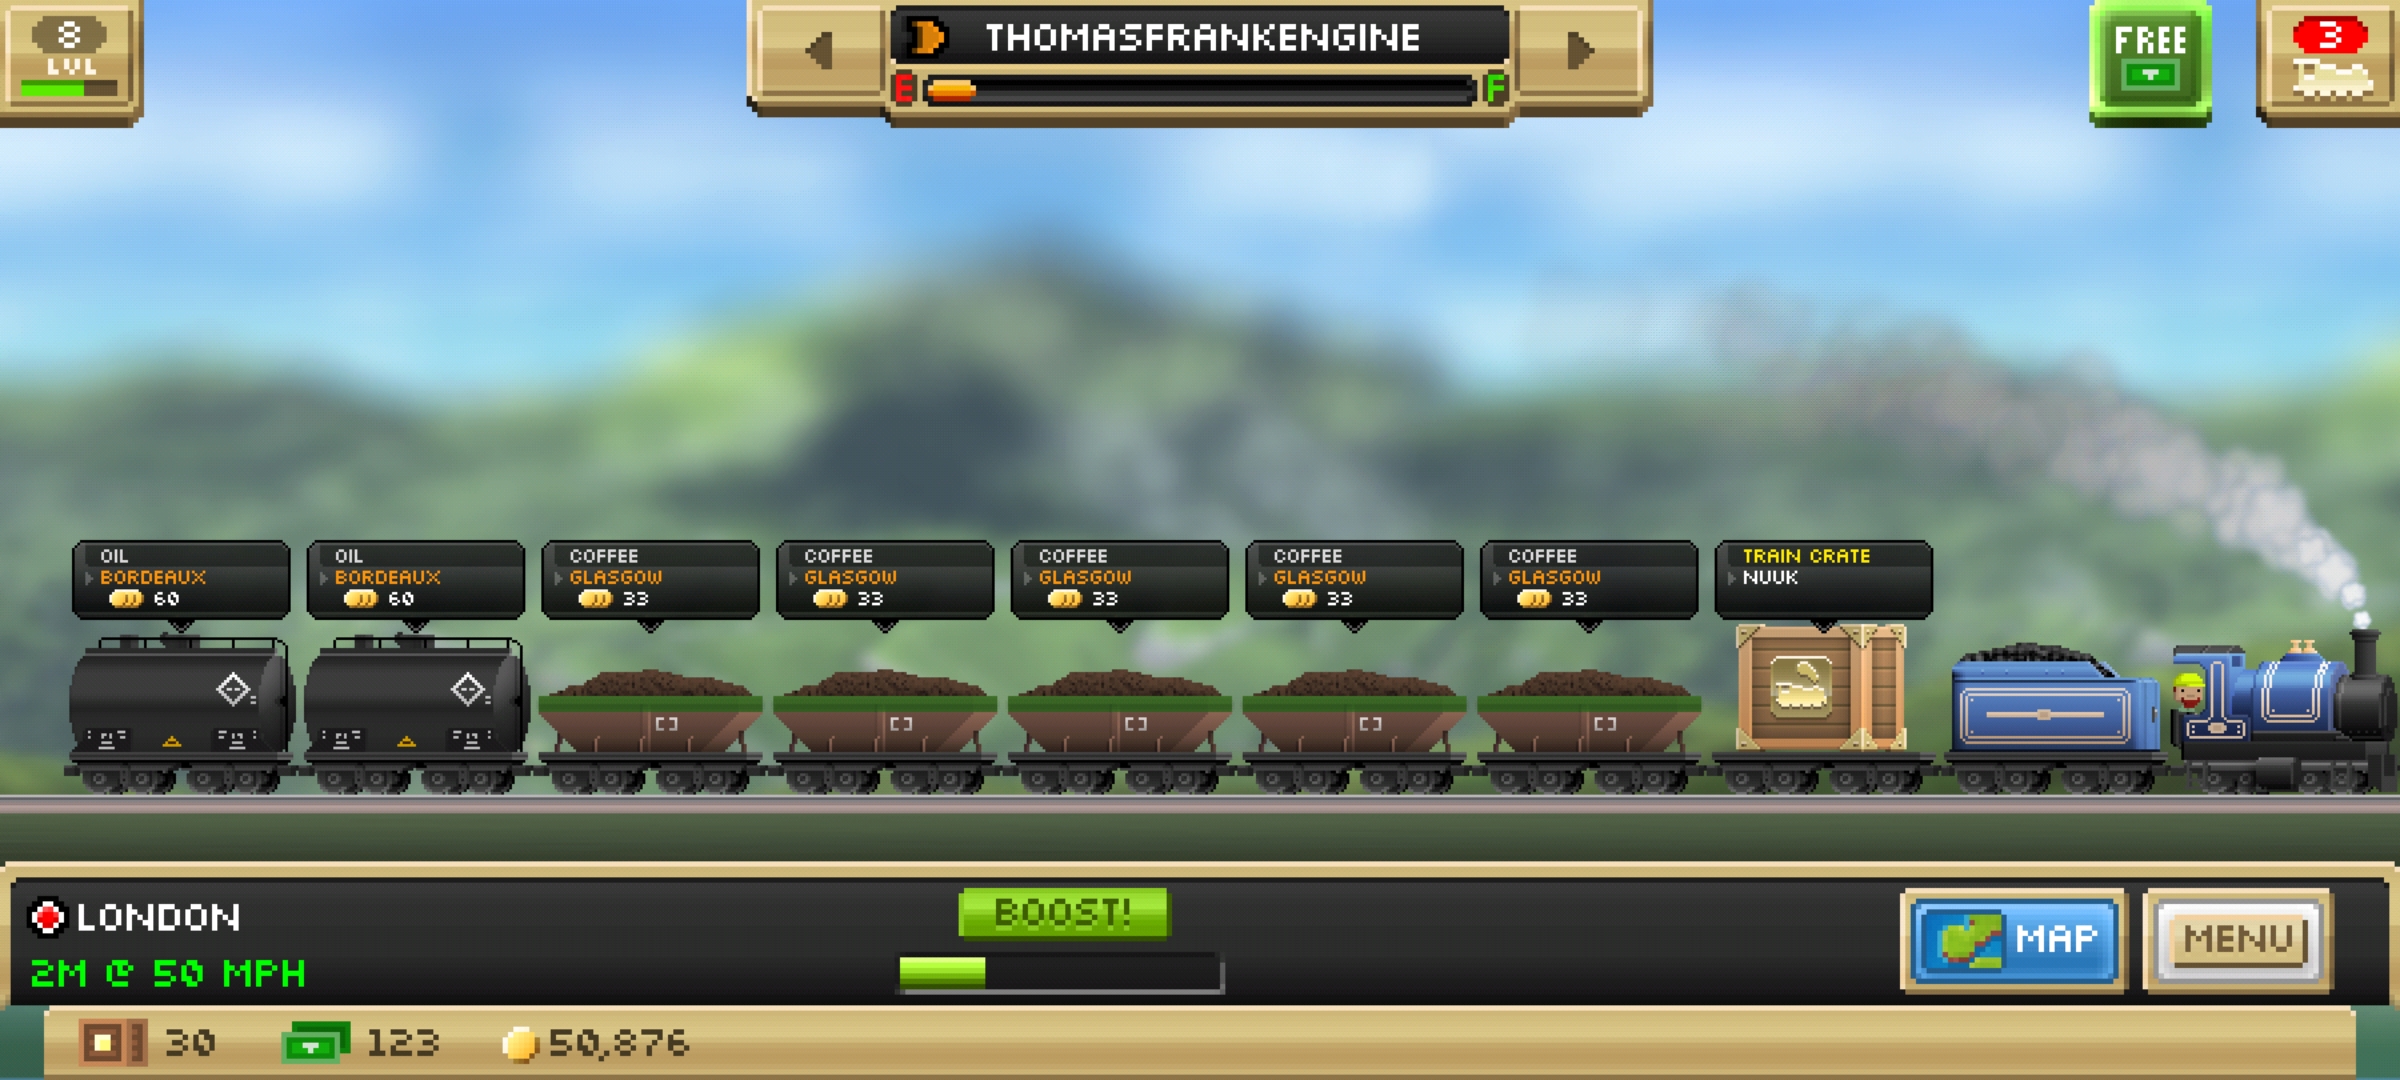 8
LVL
THOMASFRANKENGINE
E F
FREE
3
OIL
BORDEAUX
60
OIL
BORDEAUX
60
COFFEE
GLASGOW
33
COFFEE
GLASGOW
33
COFFEE
GLASGOW
33
COFFEE
GLASGOW
33
COFFEE
GLASGOW
33
TRAIN CRATE
NUUK
LONDON
2M @ 50 MPH
BOOST!
MAP
MENU
30
123
50,876